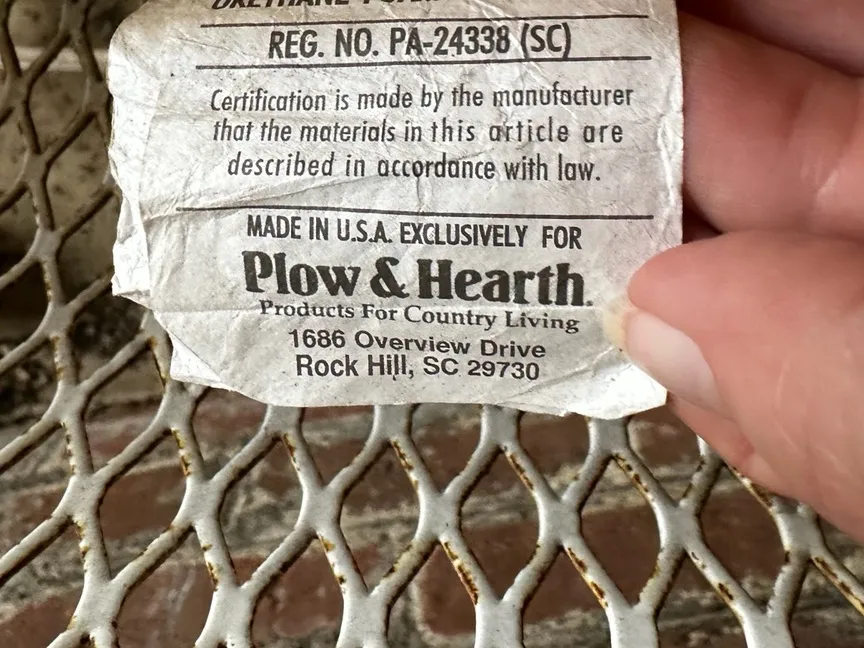 URETHANE FOAM
REG. NO. PA-24338 (SC)
Certification is made by the manufacturer
that the materials in this article are
described in accordance with law.
MADE IN U.S.A. EXCLUSIVELY FOR
Plow & Hearth.
Products For Country Living
1686 Overview Drive
Rock Hill, SC 29730